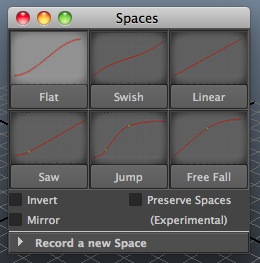 Spaces
Flat Swish Linear
Saw Jump Free Fall
Invert Preserve Spaces
Mirror (Experimental)
Record a new Space